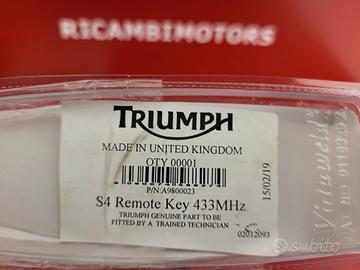 RICAMBIMOTORS
TRIUMPH
MADE IN UNITED KINGDOM
QTY 00001
P/N:A9800023
S4 Remote Key 433MHz
TRIUMPH GENUINE PART TO BE
FITTED BY A TRAINED TECHNICIAN
02012093
15/02/19
subito